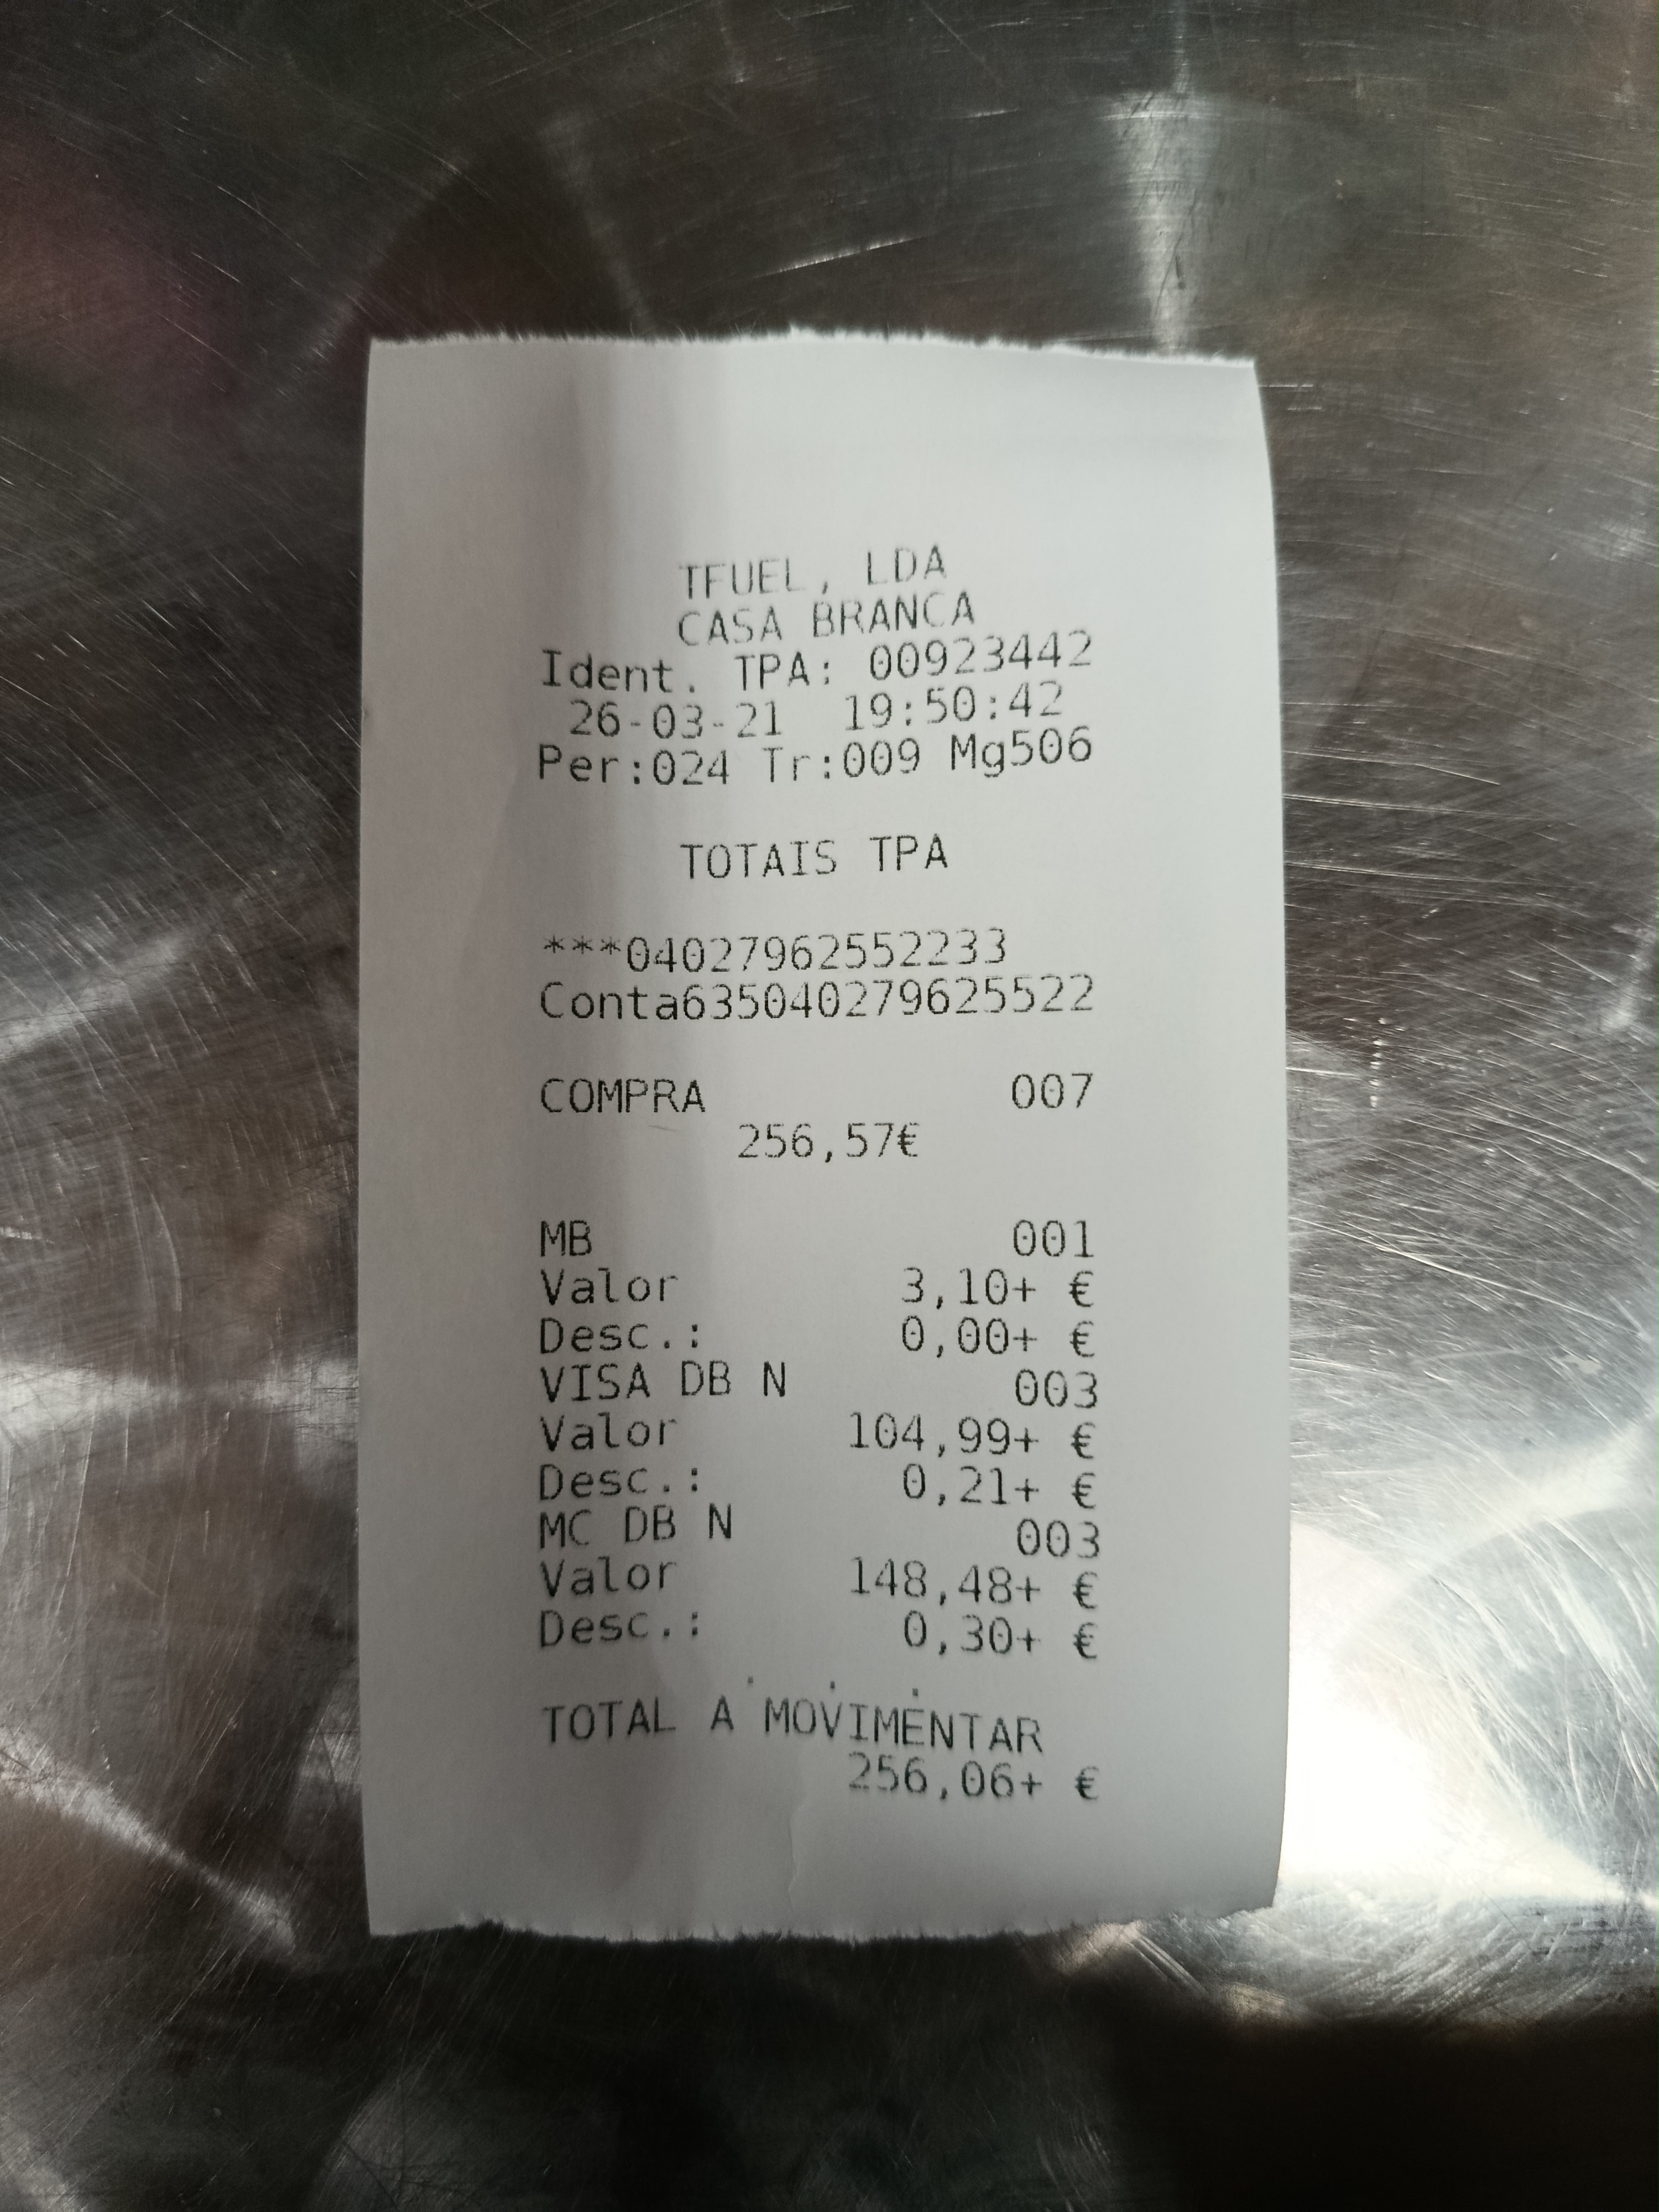 TFUEL, LDA
CASA BRANCA
Ident. TPA: 00923442
26-03-21 19:50:42
Per:024 Tr:009 Mg506
TOTAIS TPA
***04027962552233
Conta635040279625522
COMPRA 007
256,57€
MB 001
Valor 3,10+ €
Desc.: 0,00+ €
VISA DB N 003
Valor 104,99+ €
Desc.: 0,21+ €
MC DB N 003
Valor 148,48+ €
Desc.: 0,30+ €
TOTAL A MOVIMENTAR
256,06+ €